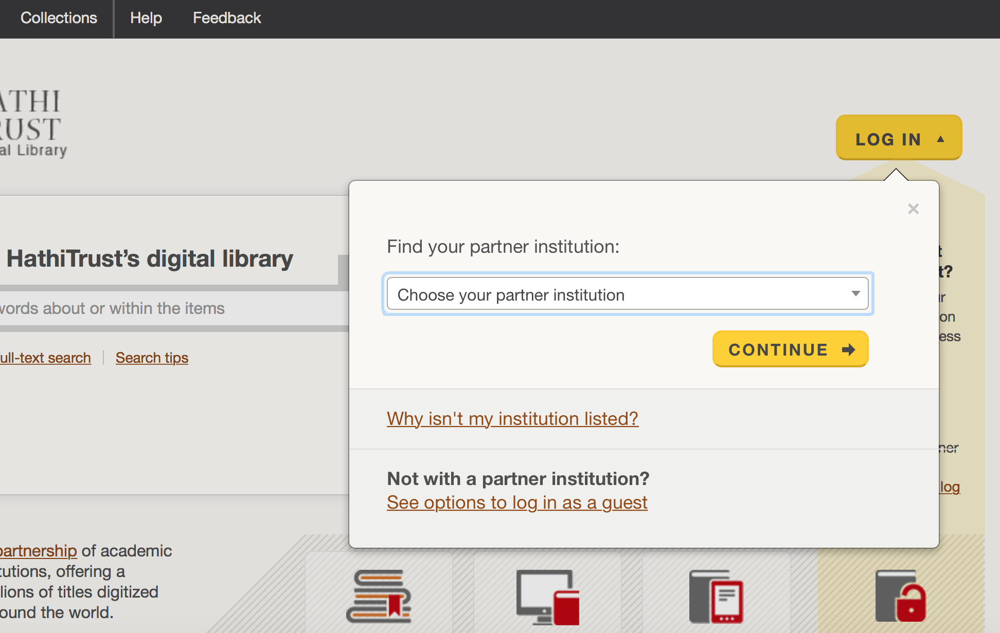 Collections
Help
Feedback
ATHI
RUST
al Library
LOG IN
HathiTrust’s digital library
words about or within the items
ull-text search
Search tips
Find your partner institution:
Choose your partner institution
CONTINUE
Why isn't my institution listed?
Not with a partner institution?
See options to log in as a guest
t
t?
ur
on
ess
ner
log
partnership of academic
tutions, offering a
lions of titles digitized
ound the world.